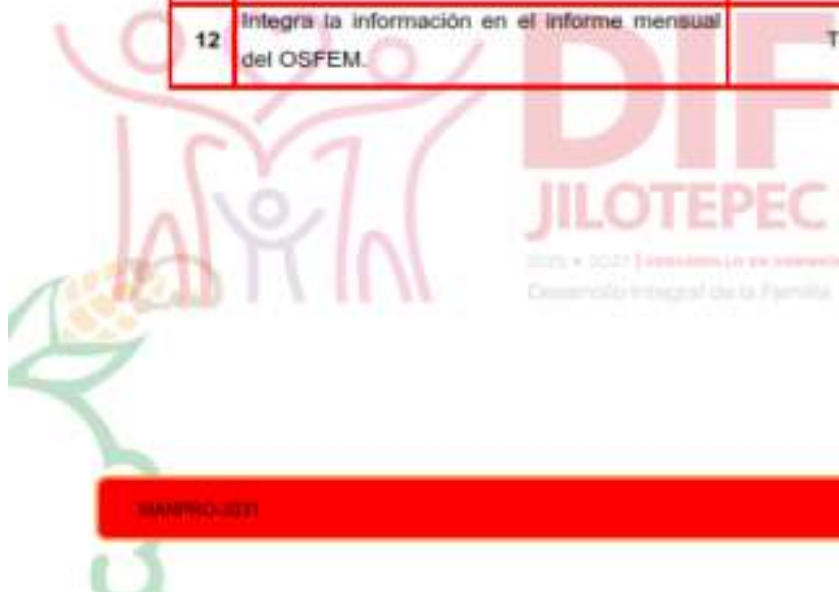 12
Integra la información en el informe mensual
del OSFEM.
T
DIF
JILOTEPEC
Desarrollo Integral de la Familia